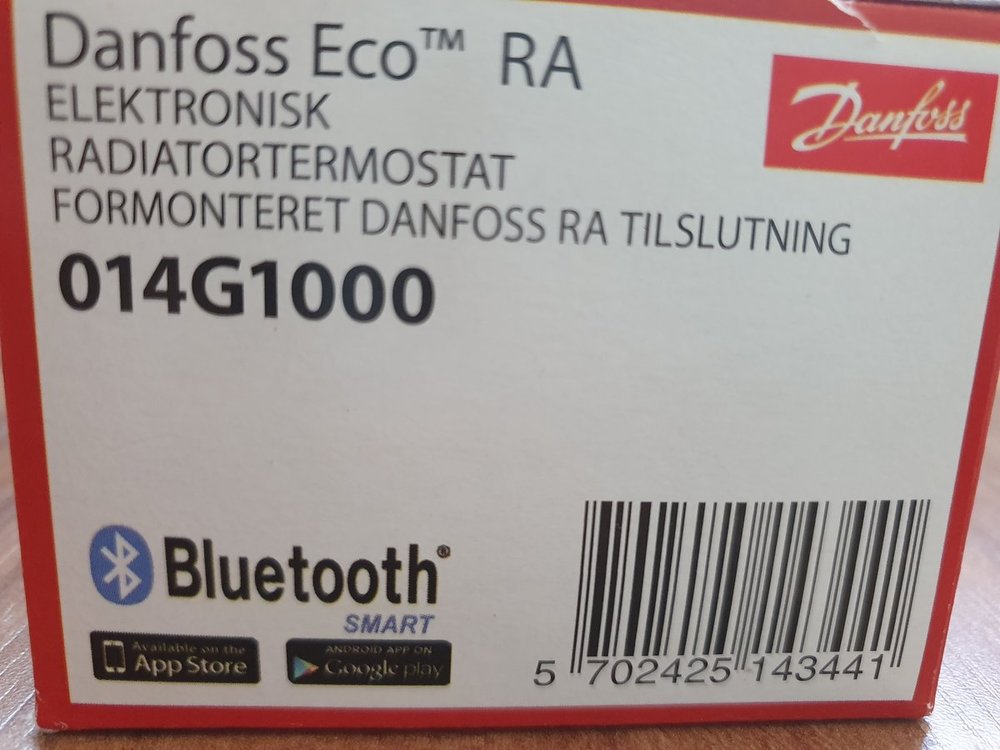 Danfoss Eco™ RA
Danfoss
ELEKTRONISK
RADIATORTERMOSTAT
FORMONTERET DANFOSS RA TILSLUTNING
014G1000
Bluetooth®
SMART
Available on the
App Store
ANDROID APP ON
Google play
5 702425 143441